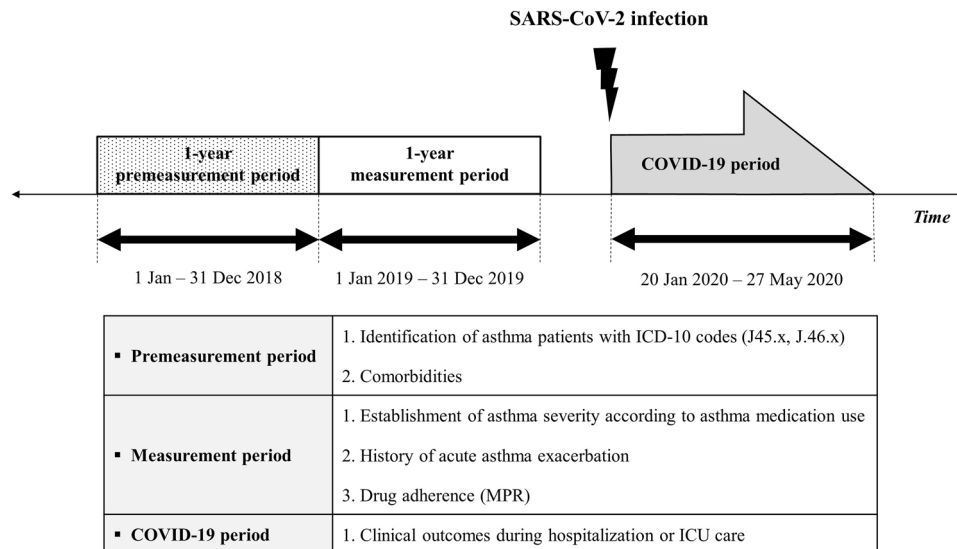 SARS-CoV-2 infection
1-year
premeasurement period
1-year
measurement period
COVID-19 period
Time
1 Jan – 31 Dec 2018
1 Jan 2019 – 31 Dec 2019
20 Jan 2020 – 27 May 2020
▪ Premeasurement period
1. Identification of asthma patients with ICD-10 codes (J45.x, J.46.x)
2. Comorbidities
▪ Measurement period
1. Establishment of asthma severity according to asthma medication use
2. History of acute asthma exacerbation
3. Drug adherence (MPR)
▪ COVID-19 period
1. Clinical outcomes during hospitalization or ICU care